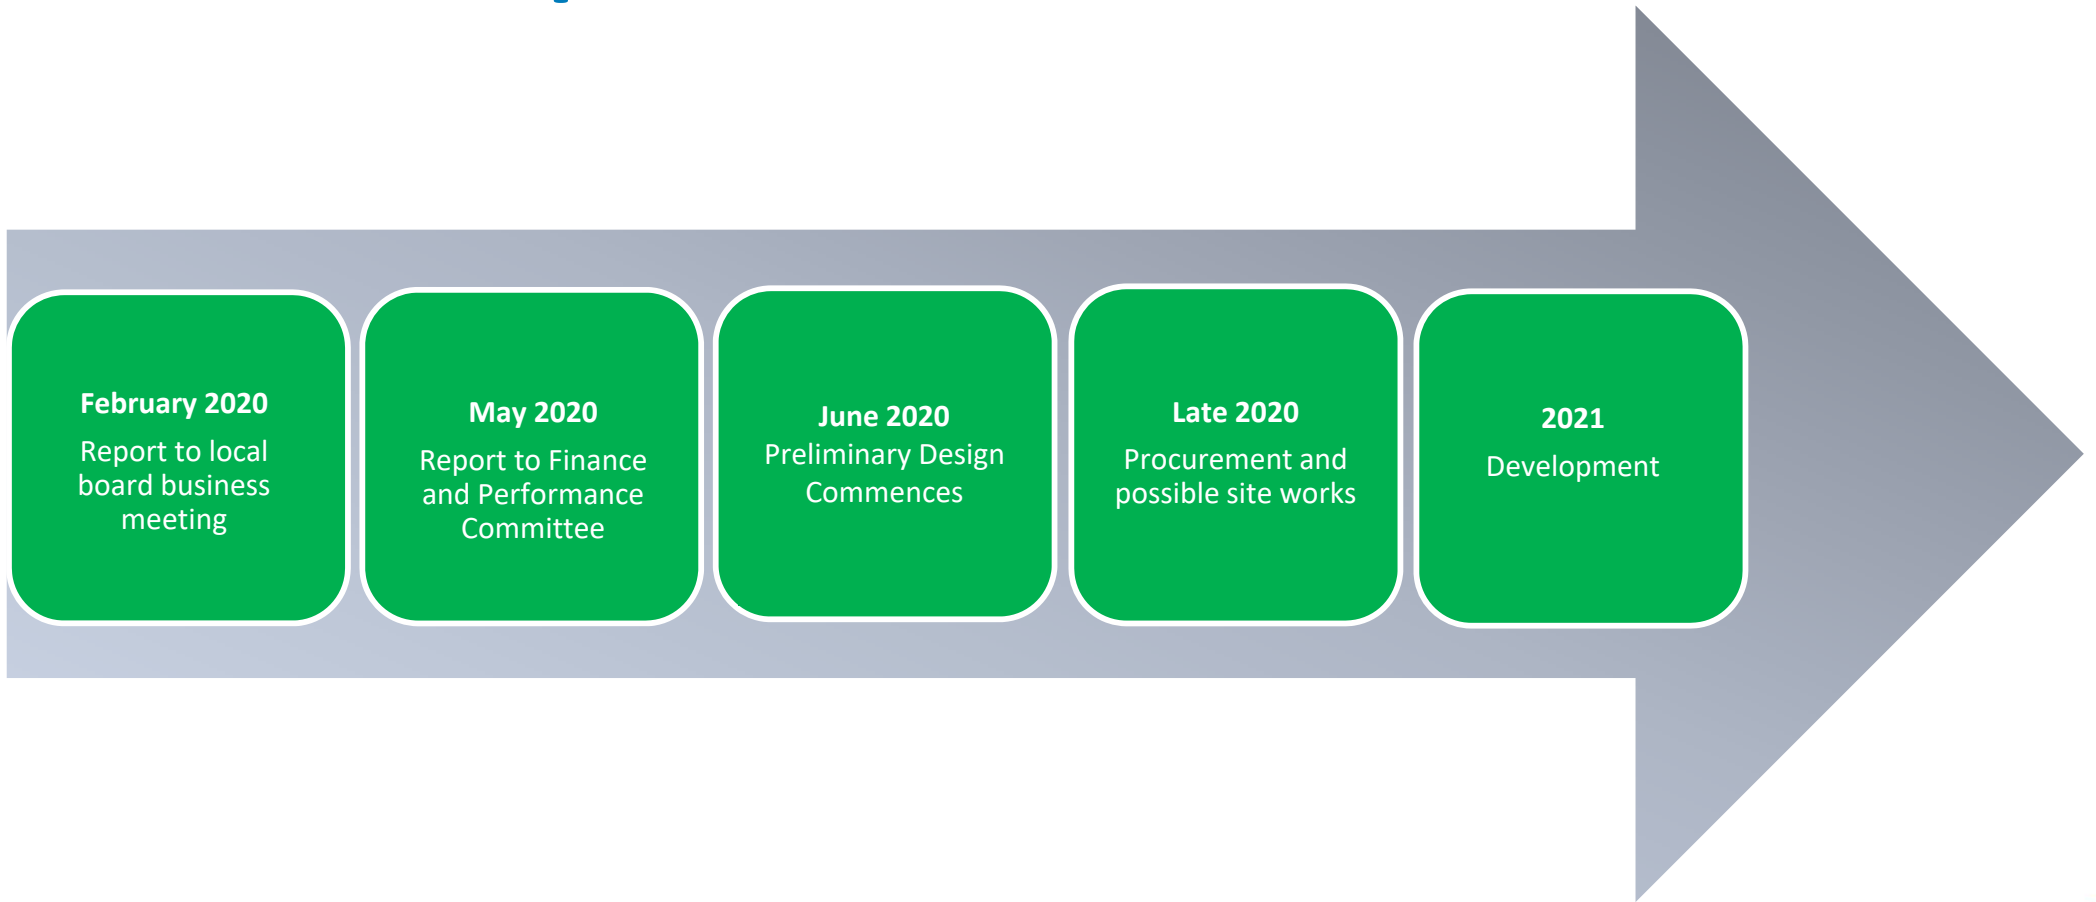 February 2020
Report to local
board business
meeting
May 2020
Report to Finance
and Performance
Committee
June 2020
Preliminary Design
Commences
Late 2020
Procurement and
possible site works
2021
Development